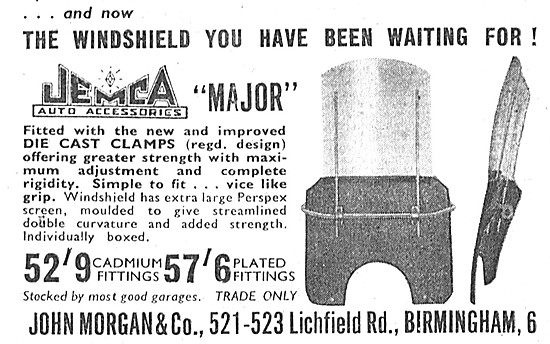 . . . and now
THE WINDSHIELD YOU HAVE BEEN WAITING FOR !
JEMCA
AUTO ACCESSORIES
"MAJOR"
Fitted with the new and improved
DIE CAST CLAMPS (regd. design)
offering greater strength with maxi-
mum adjustment and complete
rigidity. Simple to fit . . . vice like
grip. Windshield has extra large Perspex
screen, moulded to give streamlined
double curvature and added strength.
Individually boxed.
52'9 CADMIUM FITTINGS 57'6 PLATED FITTINGS
Stocked by most good garages. TRADE ONLY
JOHN MORGAN & Co., 521-523 Lichfield Rd., BIRMINGHAM, 6